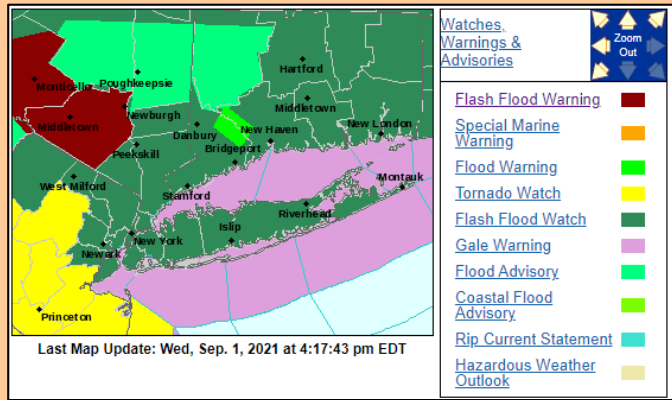 Monticello
Poughkeepsie
Hartford
Middletown
Newburgh
Middletown
Danbury
New Haven
New London
Peekskill
Bridgeport
West Milford
Stamford
Montauk
Riverhead
Islip
New York
Newark
Princeton
Last Map Update: Wed, Sep. 1, 2021 at 4:17:43 pm EDT
Watches,
Warnings &
Advisories
Zoom
Out
Flash Flood Warning
Special Marine
Warning
Flood Warning
Tornado Watch
Flash Flood Watch
Gale Warning
Flood Advisory
Coastal Flood
Advisory
Rip Current Statement
Hazardous Weather
Outlook